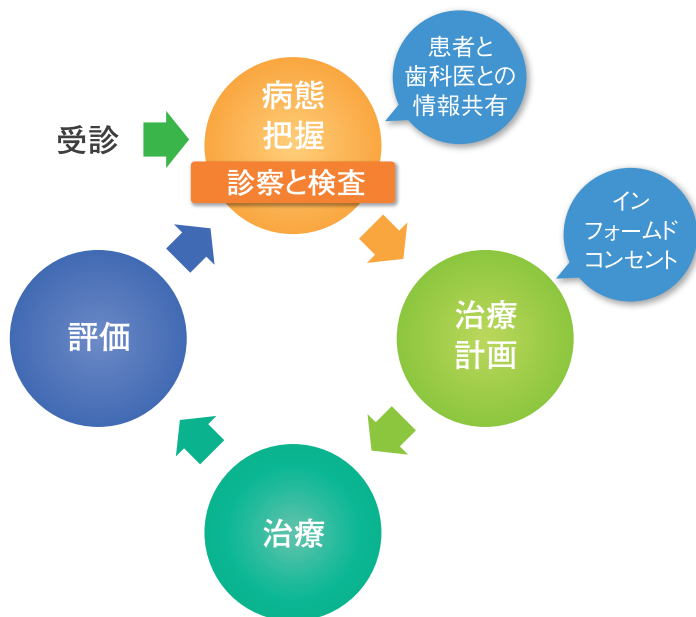 受診
病態
把握
診察と検査
患者と
歯科医との
情報共有
イン
フォームド
コンセント
治療
計画
治療
評価